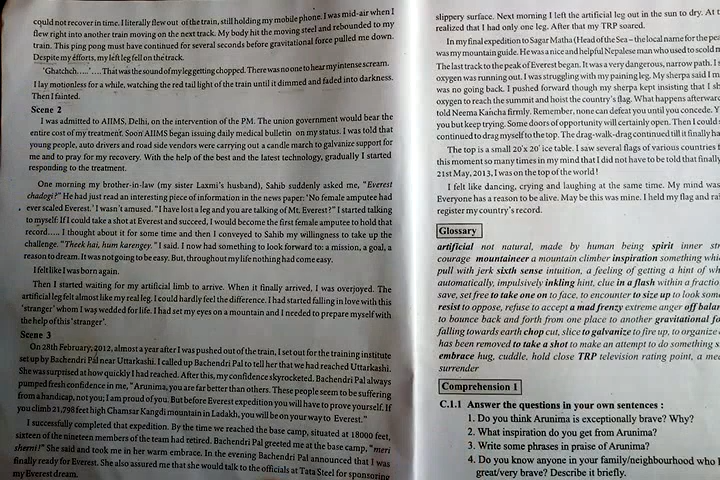 could not recover in time. I literally flew out of the train, still holding my mobile phone. I was mid-air when I
flew right into another train moving on the next track. My body hit the moving steel and rebounded to my
train. This ping pong must have continued for several seconds before gravitational force pulled me down.
Despite my efforts, my left leg fell on the track.
'Ghatchch.....'..... That was the sound of my leg getting chopped. There was no one to hear my intense scream.
I lay motionless for a while, watching the red tail light of the train until it dimmed and faded into darkness.
Then I fainted.
Scene 2
I was admitted to AIIMS, Delhi, on the intervention of the PM. The union government would bear the
entire cost of my treatment. Soon AIIMS began issuing daily medical bulletin on my status. I was told that
young people, auto drivers and road side vendors were carrying out a candle march to galvanize support for
me and to pray for my recovery. With the help of the best and the latest technology, gradually I started
responding to the treatment.
One morning my brother-in-law (my sister Laxmi's husband), Sahib suddenly asked me, "Everest
chadogi?" He had just read an interesting piece of information in the news paper: 'No female amputee had
ever scaled Everest.' I wasn't amused. "I have lost a leg and you are talking of Mt. Everest?" I started talking
to myself: If I could take a shot at Everest and succeed, I would become the first female amputee to hold that
record..... I thought about it for some time and then I conveyed to Sahib my willingness to take up the
challenge. "Theek hai, hum karengey." I said. I now had something to look forward to: a mission, a goal, a
reason to dream. It was not going to be easy. But, throughout my life nothing had come easy.
I felt like I was born again.
Then I started waiting for my artificial limb to arrive. When it finally arrived, I was overjoyed. The
artificial leg felt almost like my real leg. I could hardly feel the difference. I had started falling in love with this
'stranger' whom I was wedded for life. I had set my eyes on a mountain and I needed to prepare myself with
the help of this 'stranger'.
Scene 3
On 28th February, 2012, almost a year after I was pushed out of the train, I set out for the training institute
set up by Bachendri Pal near Uttarkashi. I called up Bachendri Pal to tell her that we had reached Uttarkashi.
She was surprised at how quickly I had reached. After this, my confidence skyrocketed. Bachendri Pal always
pumped fresh confidence in me, "Arunima, you are far better than others. These people seem to be suffering
from a handicap, not you; I am proud of you. But before Everest expedition you will have to prove yourself. If
you climb 21,798 feet high Chamsar Kangdi mountain in Ladakh, you will be on your way to Everest."
I successfully completed that expedition. By the time we reached the base camp, situated at 18000 feet,
sixteen of the nineteen members of the team had retired. Bachendri Pal greeted me at the base camp, "meri
sherni!" She said and took me in her warm embrace. In the evening Bachendri Pal announced that I was
finally ready for Everest. She also assured me that she would talk to the officials at Tata Steel for sponsoring
my Everest dream.
slippery surface. Next morning I left the artificial leg out in the sun to dry. At
realized that I had only one leg. After that my TRP soared.
In my final expedition to Sagar Matha (Head of the Sea – the local name for the
was my mountain guide. He was a nice and helpful Nepalese man who used to scold
The last track to the peak of Everest began. It was a very dangerous, narrow path. I
oxygen was running out. I was struggling with my paining leg. My sherpa said I
was no going back. I pushed forward though my sherpa kept insisting that I
oxygen to reach the summit and hoist the country's flag. What happens afterward
told Neema Kancha firmly. Remember, none can defeat you until you concede.
you but keep trying. Some doors of opportunity will certainly open. Then I could
continued to drag myself to the top. The drag-walk-drag continued till it finally
The top is a small 20'x 20' ice table. I saw several flags of various countries
this moment so many times in my mind that I did not have to be told that finally
21st May, 2013, I was on the top of the world!
I felt like dancing, crying and laughing at the same time. My mind was
Everyone has a reason to be alive. May be this was mine. I held my flag and
register my country's record.
Glossary
artificial not natural, made by human being spirit inner
courage mountaineer a mountain climber inspiration something
pull with jerk sixth sense intuition, a feeling of getting a hint of
automatically, impulsively inkling hint, clue in a flash within a
save, set free to take one on to face, to encounter to size up to look
resist to oppose, refuse to accept a mad frenzy extreme anger off
to bounce back and forth from one place to another gravitational
falling towards earth chop cut, slice to galvanize to fire up, to organize
has been removed to take a shot to make an attempt to do something
embrace hug, cuddle, hold close TRP television rating point, a
surrender
Comprehension 1
C.1.1 Answer the questions in your own sentences :
1. Do you think Arunima is exceptionally brave? Why?
2. What inspiration do you get from Arunima?
3. Write some phrases in praise of Arunima?
4. Do you know anyone in your family/neighbourhood who
great/very brave? Describe it briefly.